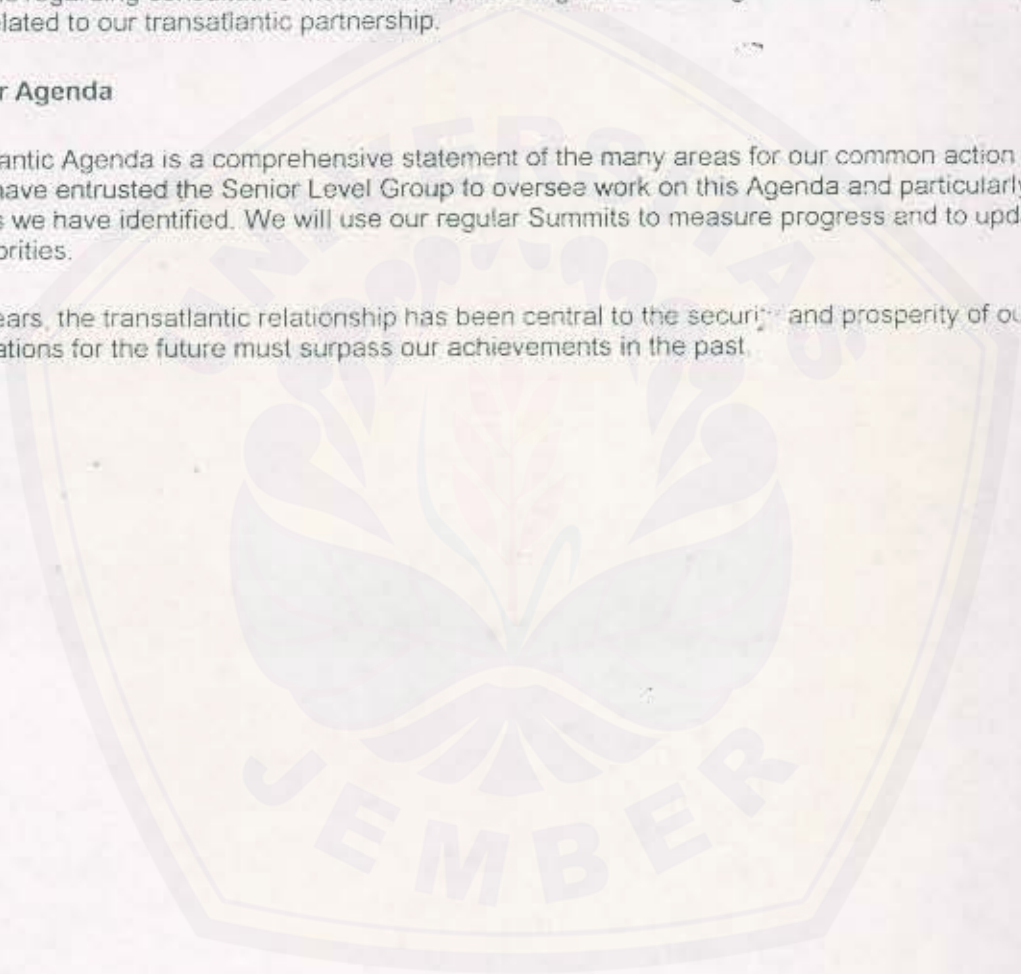 regarding
lated to our transatlantic partnership.
r Agenda
antic Agenda is a comprehensive statement of the many areas for our common action
have entrusted the Senior Level Group to oversee work on this Agenda and particularly
s we have identified. We will use our regular Summits to measure progress and to upd
orities.
ears, the transatlantic relationship has been central to the and prosperity of ou
ations for the future must surpass our achievements in the past.
UNIVERSITAS
JEMBER